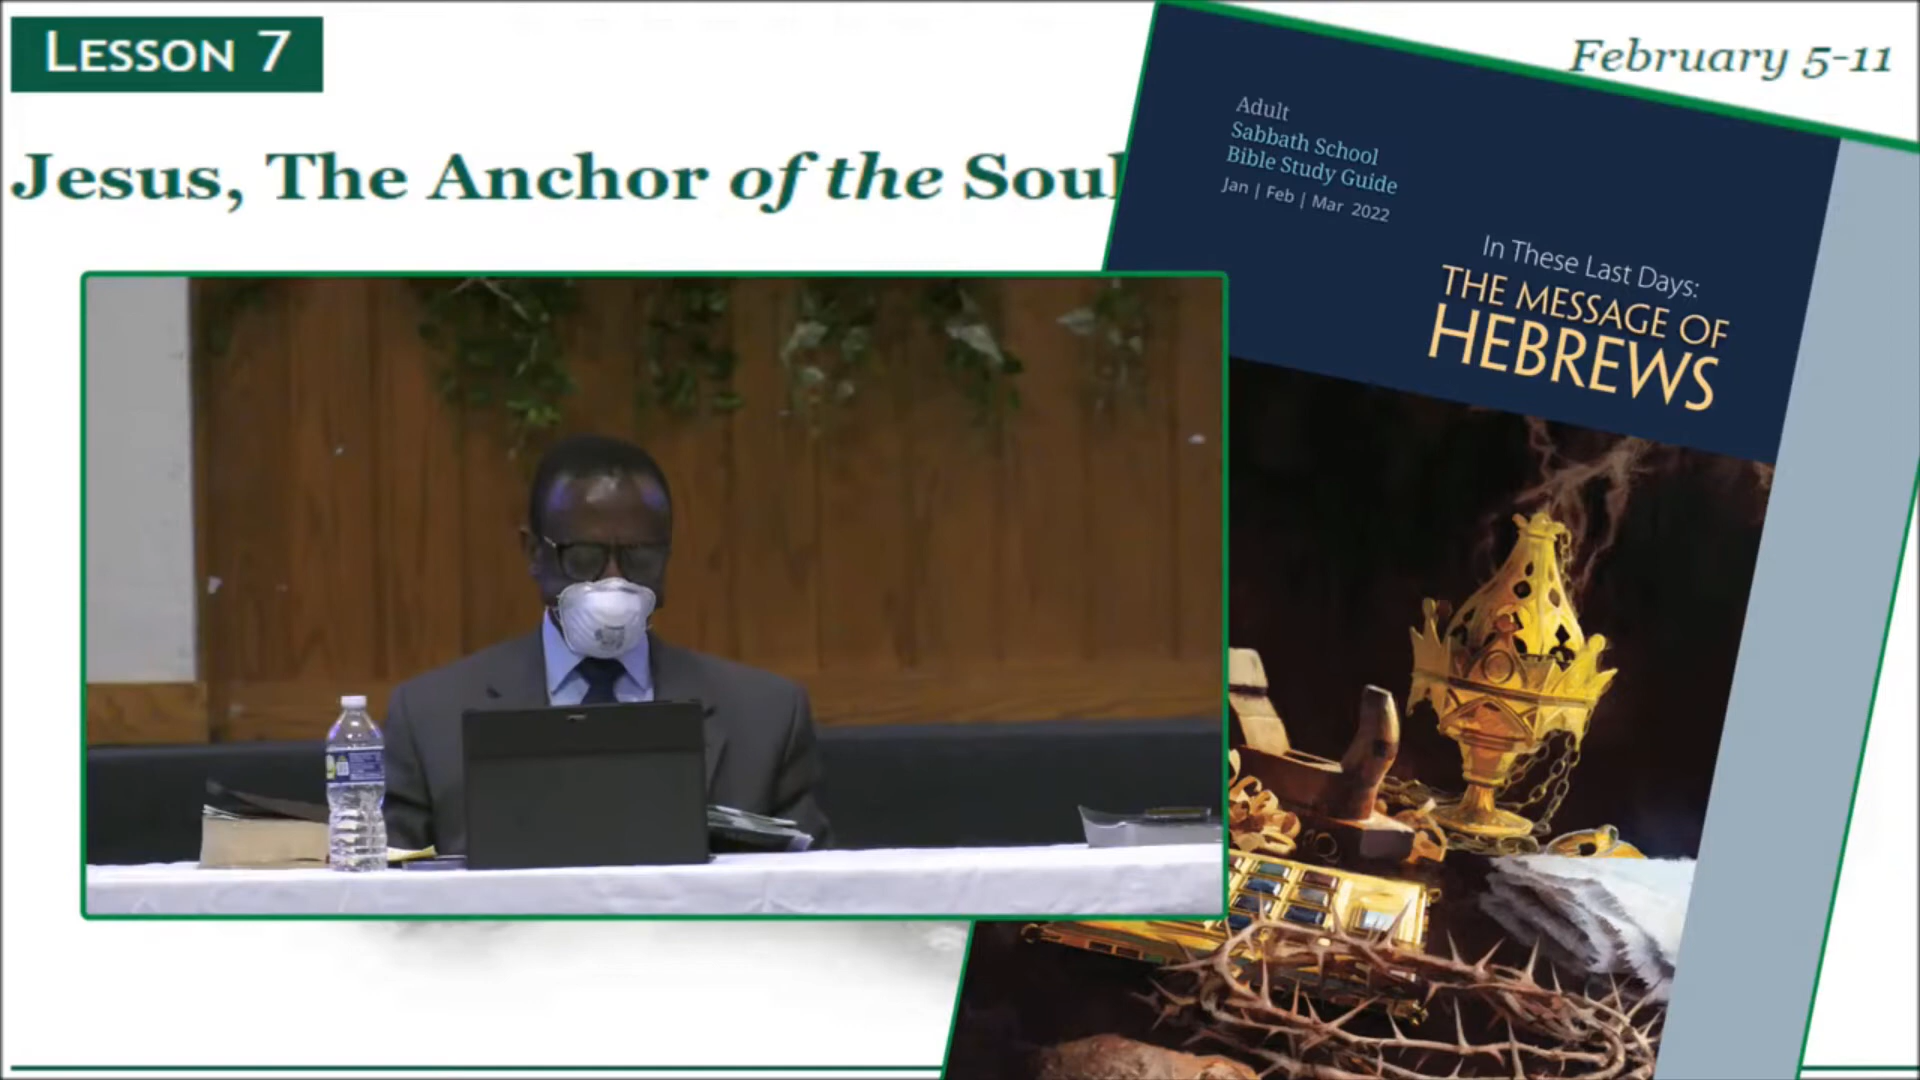 LESSON 7
February 5-11
Jesus, The Anchor of the Soul
Adult
Sabbath School
Bible Study Guide
Jan | Feb | Mar 2022
In These Last Days:
THE MESSAGE OF
HEBREWS